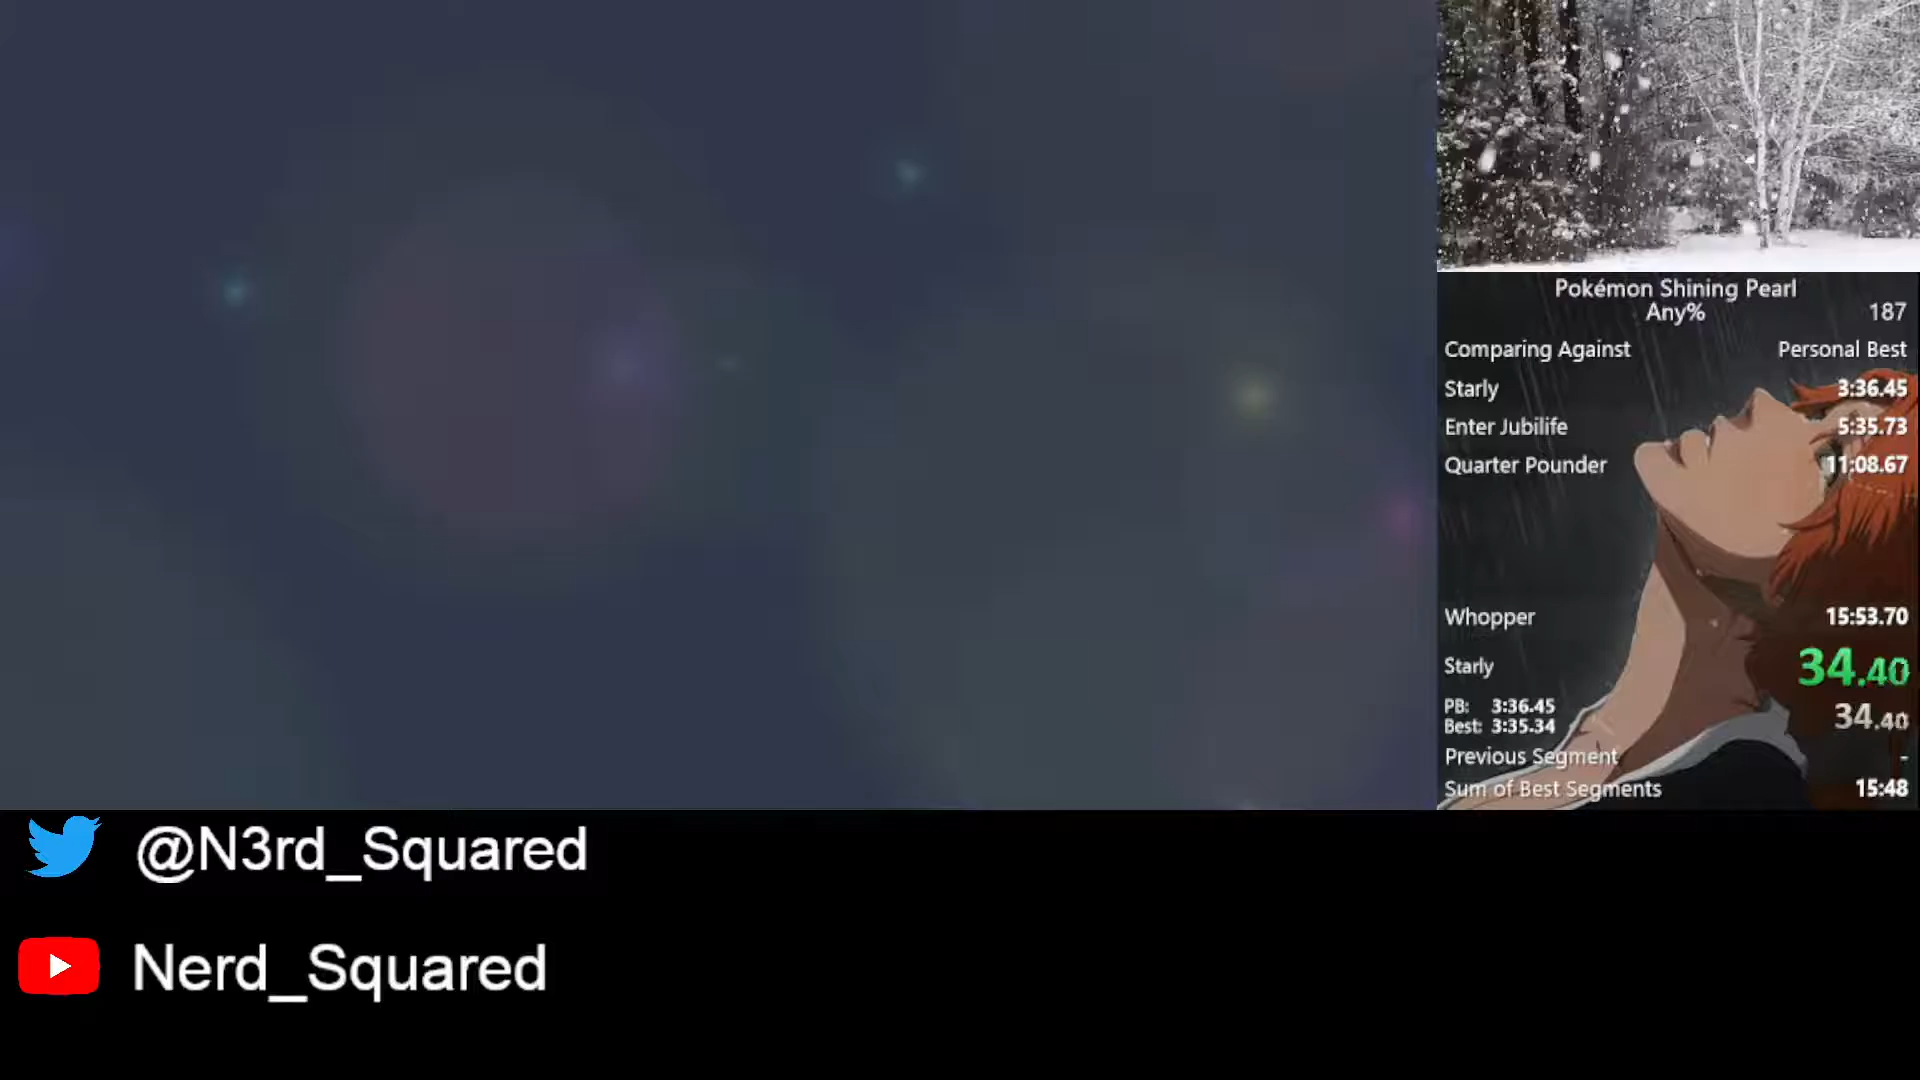 Pokémon Shining Pearl
Any% 187
Comparing Against Personal Best
Starly 3:36.45
Enter Jubilife 5:35.73
Quarter Pounder 11:08.67
Whopper 15:53.70
Starly 34.40
PB: 3:36.45
Best: 3:35.34
34.40
Previous Segment -
Sum of Best Segments 15:48
@N3rd_Squared
Nerd_Squared